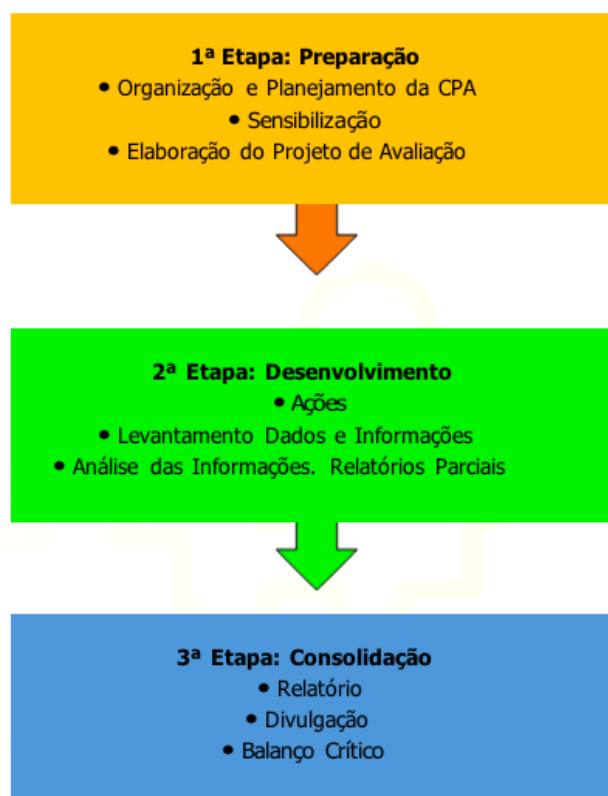 1ª Etapa: Preparação
• Organização e Planejamento da CPA
• Sensibilização
• Elaboração do Projeto de Avaliação
2ª Etapa: Desenvolvimento
• Ações
• Levantamento Dados e Informações
• Análise das Informações. Relatórios Parciais
3ª Etapa: Consolidação
• Relatório
• Divulgação
• Balanço Crítico